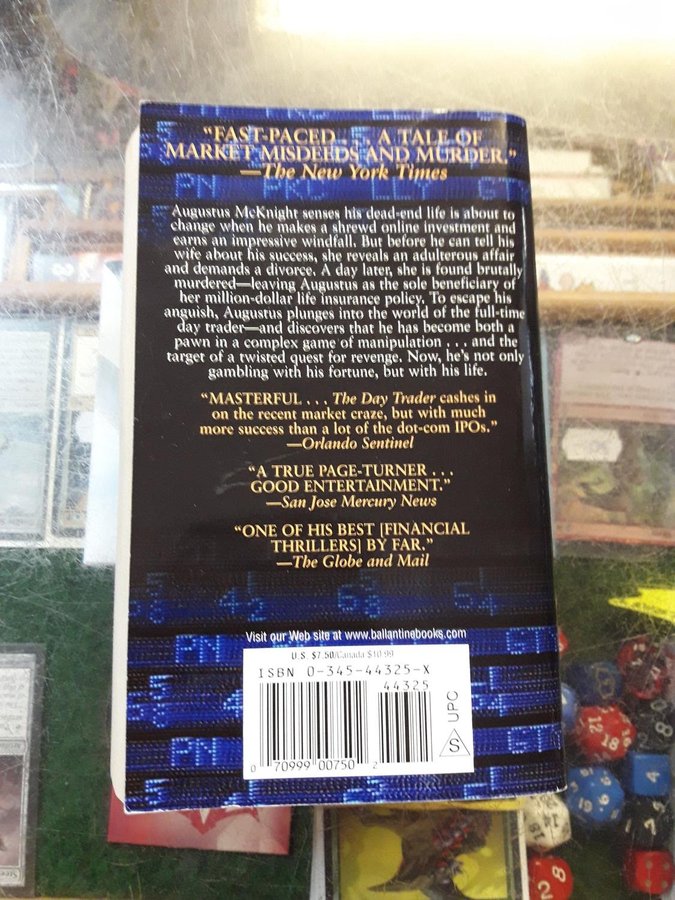 “FAST-PACED . . . A TALE OF
MARKET MISDEEDS AND MURDER.”
—The New York Times
PN PKC LLY GT
Augustus McKnight senses his dead-end life is about to
change when he makes a shrewd online investment and
earns an impressive windfall. But before he can tell his
wife about his success, she reveals an adulterous affair
and demands a divorce. A day later, she is found brutally
murdered—leaving Augustus as the sole beneficiary of
her million-dollar life insurance policy. To escape his
anguish, Augustus plunges into the world of the full-time
day trader—and discovers that he has become both a
pawn in a complex game of manipulation . . . and the
target of a twisted quest for revenge. Now, he’s not only
gambling with his fortune, but with his life.
“MASTERFUL . . . The Day Trader cashes in
on the recent market craze, but with much
more success than a lot of the dot-com IPOs.”
—Orlando Sentinel
“A TRUE PAGE-TURNER . . .
GOOD ENTERTAINMENT.”
—San Jose Mercury News
“ONE OF HIS BEST [FINANCIAL
THRILLERS] BY FAR.”
—The Globe and Mail
Visit our Web site at www.ballantinebooks.com
PN GT
U.S. $7.50/Canada $10.99
ISBN 0-345-44325-X
44325
UPC
S
0 70999 00750 2
PN GT